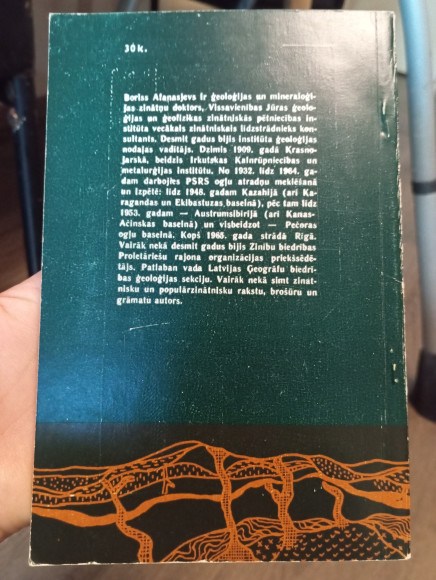 30 k.
Boriss Afanasjevs ir ģeoloģijas un mineraloģi-
jas zinātņu doktors, Vissavienības Jūras ģeolo-
ģijas un ģeofizikas zinātniskās pētniecības in-
stitūta vecākais zinātniskais līdzstrādnieks kon-
sultants. Desmit gadus bijis institūta ģeoloģijas
nodaļas vadītājs. Dzimis 1909. gadā Krasno-
jarskā, beidzis Irkutskas Kalnrūpniecības un
metalurģijas institūtu. No 1932. līdz 1964. ga-
dam darbojies PSRS ogļu atradņu meklēšanā
un izpētē: līdz 1948. gadam Kazahijā (arī Ka-
ragandas un Ekibastuzas baseinā), pēc tam līdz
1953. gadam — Austrumsibīrijā (arī Kanas-
Ačinskas baseinā) un visbeidzot — Pečoras
ogļu baseinā. Kopš 1965. gada strādā Rīgā.
Vairāk nekā desmit gadus bijis Zinību biedrības
Proletāriešu rajona organizācijas priekšsēdē-
tājs. Patlaban vada Latvijas Ģeogrāfu biedrī-
bas ģeoloģijas sekciju. Vairāk nekā simt zināt-
nisku un populārzinātnisku rakstu, brošūru un
grāmatu autors.